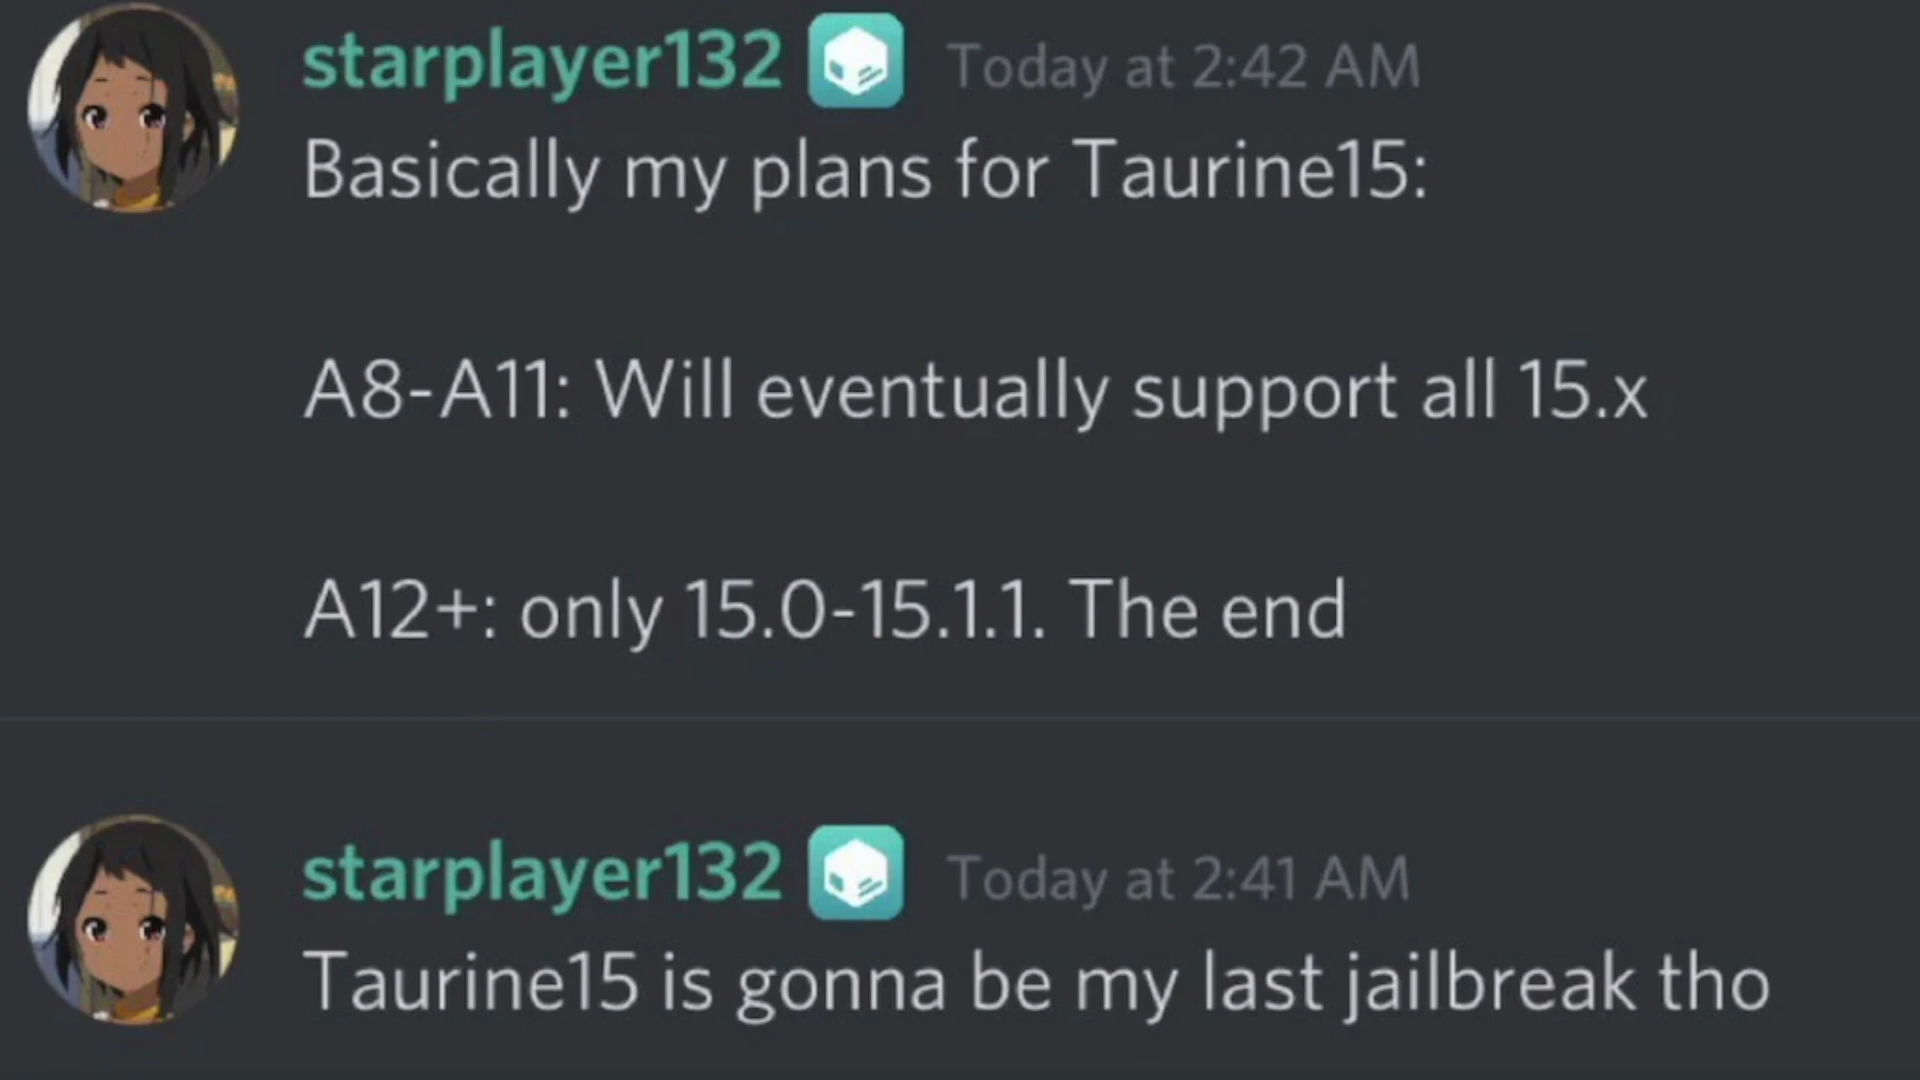 starplayer132 Today at 2:42 AM
Basically my plans for Taurine15:
A8-A11: Will eventually support all 15.x
A12+: only 15.0-15.1.1. The end
starplayer132 Today at 2:41 AM
Taurine15 is gonna be my last jailbreak tho